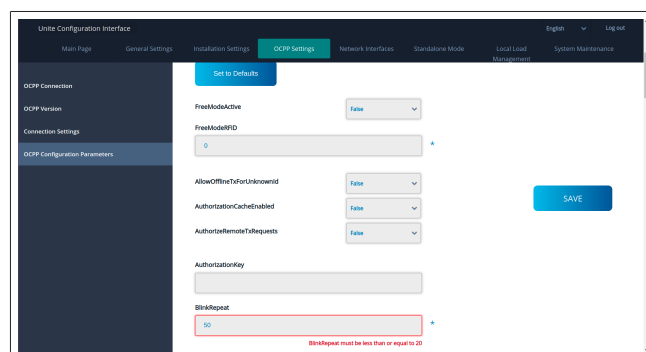 Unite Configuration Interface
English
Log out
Main Page
General Settings
Installation Settings
OCPP Settings
Network Interfaces
Standalone Mode
Local Load
Management
System Maintenance
OCPP Connection
OCPP Version
Connection Settings
OCPP Configuration Parameters
Set to Defaults
FreeModeActive
False
FreeModeRFID
0
*
AllowOfflineTxForUnknownId
False
AuthorizationCacheEnabled
False
AuthorizeRemoteTxRequests
False
SAVE
AuthorizationKey
BlinkRepeat
50
*
BlinkRepeat must be less than or equal to 20